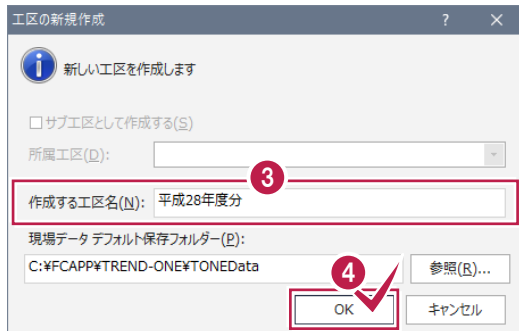 工区の新規作成 ? ×
新しい工区を作成します
サブ工区として作成する(S)
所属工区(D):
3
作成する工区名(N): 平成28年度分
現場データ デフォルト保存フォルダー(P):
C:¥FCAPP¥TREND-ONE¥TONEData 参照(R)...
4
OK キャンセル